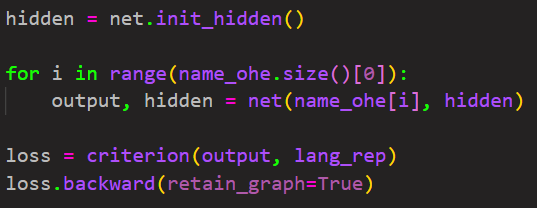 hidden = net.init_hidden()
for i in range(name_ohe.size()[0]):
    output, hidden = net(name_ohe[i], hidden)
loss = criterion(output, lang_rep)
loss.backward(retain_graph=True)